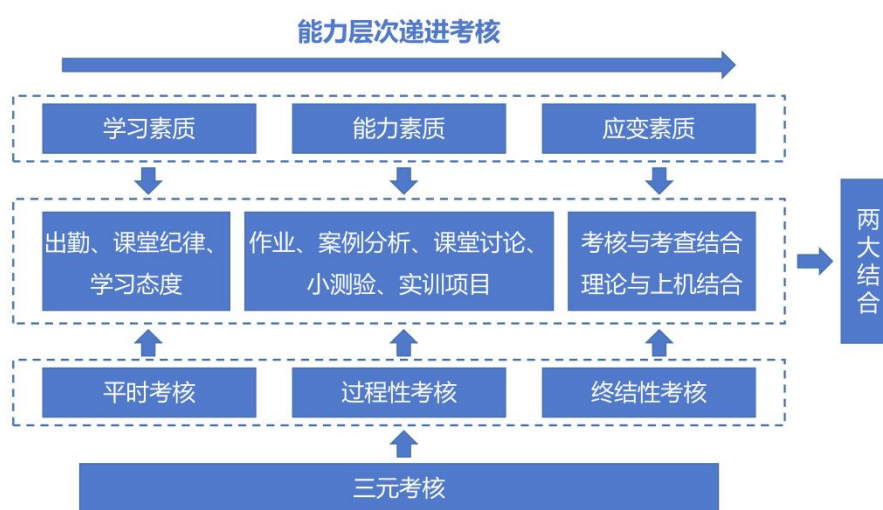 能力层次递进考核
学习素质
能力素质
应变素质
出勤、课堂纪律、
学习态度
作业、案例分析、课堂讨论、
小测验、实训项目
考核与考查结合
理论与上机结合
两大结合
平时考核
过程性考核
终结性考核
三元考核